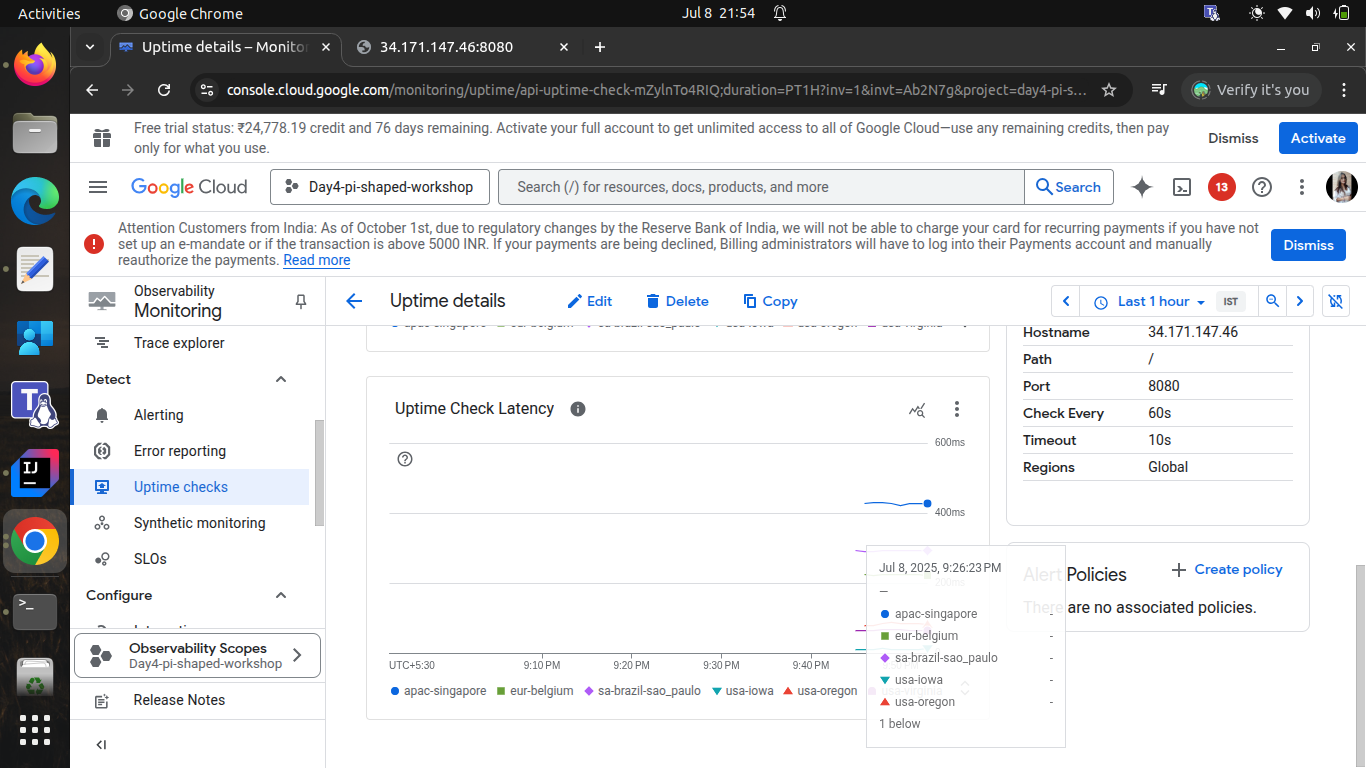 Activities
Google Chrome
Jul 8 21:54
Uptime details – Monitor
34.171.147.46:8080
console.cloud.google.com/monitoring/uptime/api-uptime-check-mZylnTo4RIQ;duration=PT1H?inv=1&invt=Ab2N7g&project=day4-pi-s...
Verify it's you
Free trial status: ₹24,778.19 credit and 76 days remaining. Activate your full account to get unlimited access to all of Google Cloud—use any remaining credits, then pay
only for what you use.
Dismiss
Activate
Google Cloud
Day4-pi-shaped-workshop
Search (/) for resources, docs, products, and more
Search
13
Attention Customers from India: As of October 1st, due to regulatory changes by the Reserve Bank of India, we will not be able to charge your card for recurring payments if you have not
set up an e-mandate or if the transaction is above 5000 INR. If your payments are being declined, Billing administrators will have to log into their Payments account and manually
reauthorize the payments. Read more
Dismiss
Observability
Monitoring
Uptime details
Edit
Delete
Copy
Last 1 hour
IST
Trace explorer
Detect
Alerting
Error reporting
Uptime checks
Synthetic monitoring
SLOs
Configure
Observability Scopes
Day4-pi-shaped-workshop
Release Notes
Uptime Check Latency
600ms
400ms
200ms
UTC+5:30
9:10 PM
9:20 PM
9:30 PM
9:40 PM
apac-singapore
eur-belgium
sa-brazil-sao_paulo
usa-iowa
usa-oregon
usa-virginia
Jul 8, 2025, 9:26:23 PM
–
apac-singapore -
eur-belgium -
sa-brazil-sao_paulo -
usa-iowa -
usa-oregon -
1 below
Hostname 34.171.147.46
Path /
Port 8080
Check Every 60s
Timeout 10s
Regions Global
Alert Policies
Create policy
There are no associated policies.